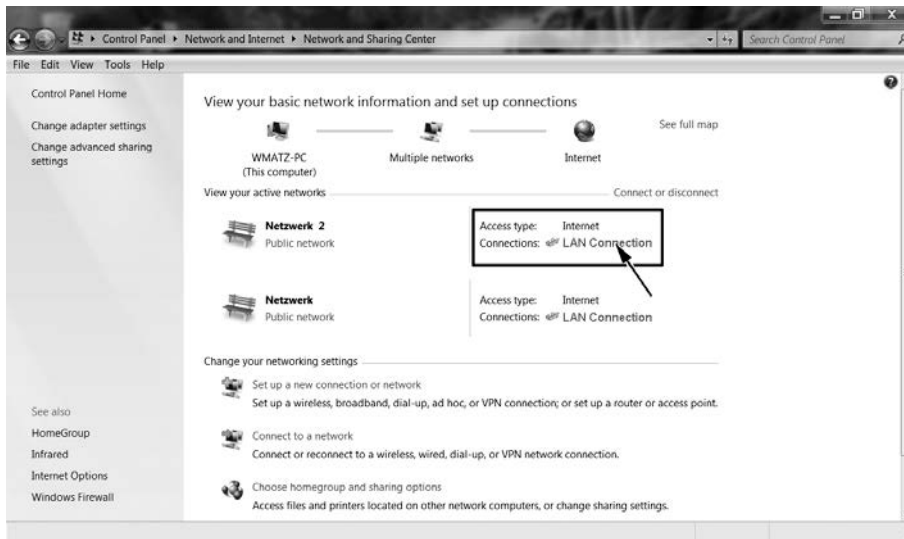 Control Panel ▸ Network and Internet ▸ Network and Sharing Center
Search Control Panel
File Edit View Tools Help
Control Panel Home
Change adapter settings
Change advanced sharing
settings
See also
HomeGroup
Infrared
Internet Options
Windows Firewall
View your basic network information and set up connections
See full map
WMATZ-PC
(This computer)
Multiple networks
Internet
View your active networks
Connect or disconnect
Netzwerk 2
Public network
Access type: Internet
Connections: LAN Connection
Netzwerk
Public network
Access type: Internet
Connections: LAN Connection
Change your networking settings
Set up a new connection or network
Set up a wireless, broadband, dial-up, ad hoc, or VPN connection; or set up a router or access point.
Connect to a network
Connect or reconnect to a wireless, wired, dial-up, or VPN network connection.
Choose homegroup and sharing options
Access files and printers located on other network computers, or change sharing settings.